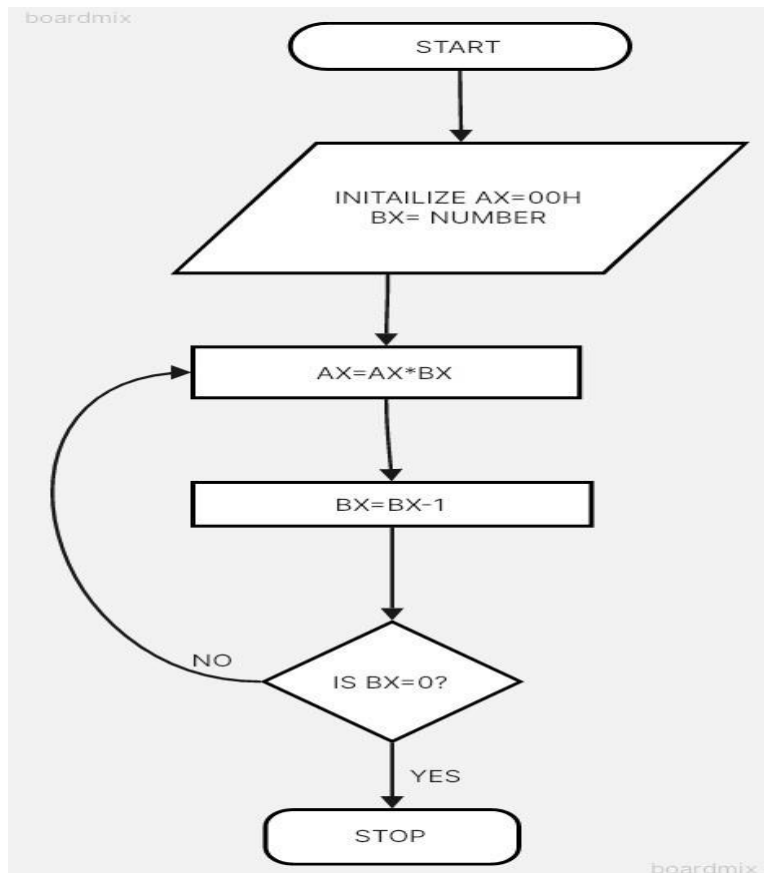 boardmix
START
INITAILIZE AX=00H
BX= NUMBER
AX=AX*BX
BX=BX-1
NO
IS BX=0?
YES
STOP
boardmix